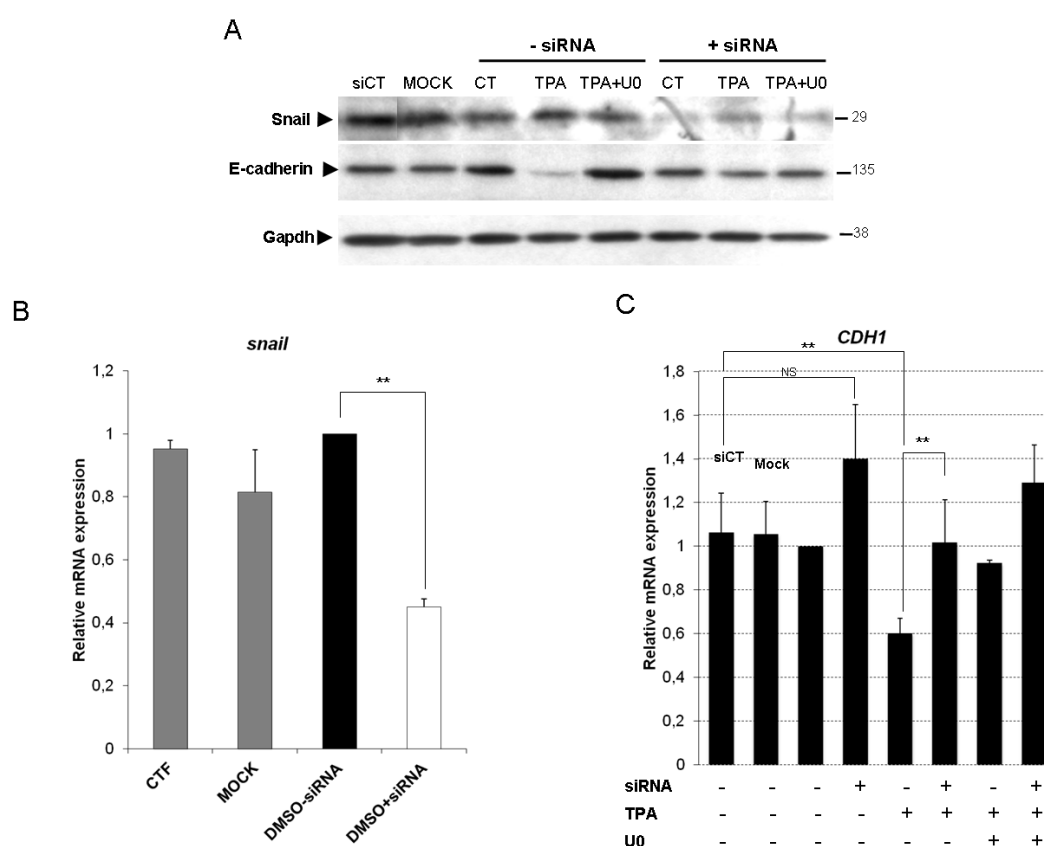 A
- siRNA + siRNA
siCT MOCK CT TPA TPA+U0 CT TPA TPA+U0
Snail 29
E-cadherin 135
Gapdh 38
B
snail
Relative mRNA expression
1,2
1
0,8
0,6
0,4
0,2
0
**
CTF MOCK DMSO-siRNA DMSO+siRNA
C
CDH1
**
NS
**
siCT Mock
Relative mRNA expression
1,8
1,6
1,4
1,2
1
0,8
0,6
0,4
0,2
0
siRNA - - - + - + - +
TPA - - - - + + + +
U0 - - - - - - + +